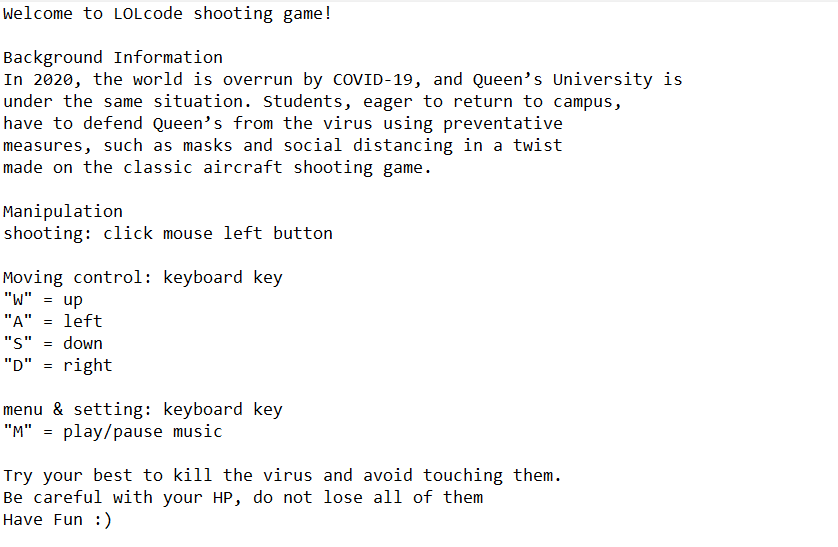 Welcome to LOLcode shooting game!
Background Information
In 2020, the world is overrun by COVID-19, and Queen’s University is
under the same situation. Students, eager to return to campus,
have to defend Queen’s from the virus using preventative
measures, such as masks and social distancing in a twist
made on the classic aircraft shooting game.
Manipulation
shooting: click mouse left button
Moving control: keyboard key
"W" = up
"A" = left
"S" = down
"D" = right
menu & setting: keyboard key
"M" = play/pause music
Try your best to kill the virus and avoid touching them.
Be careful with your HP, do not lose all of them
Have Fun :)